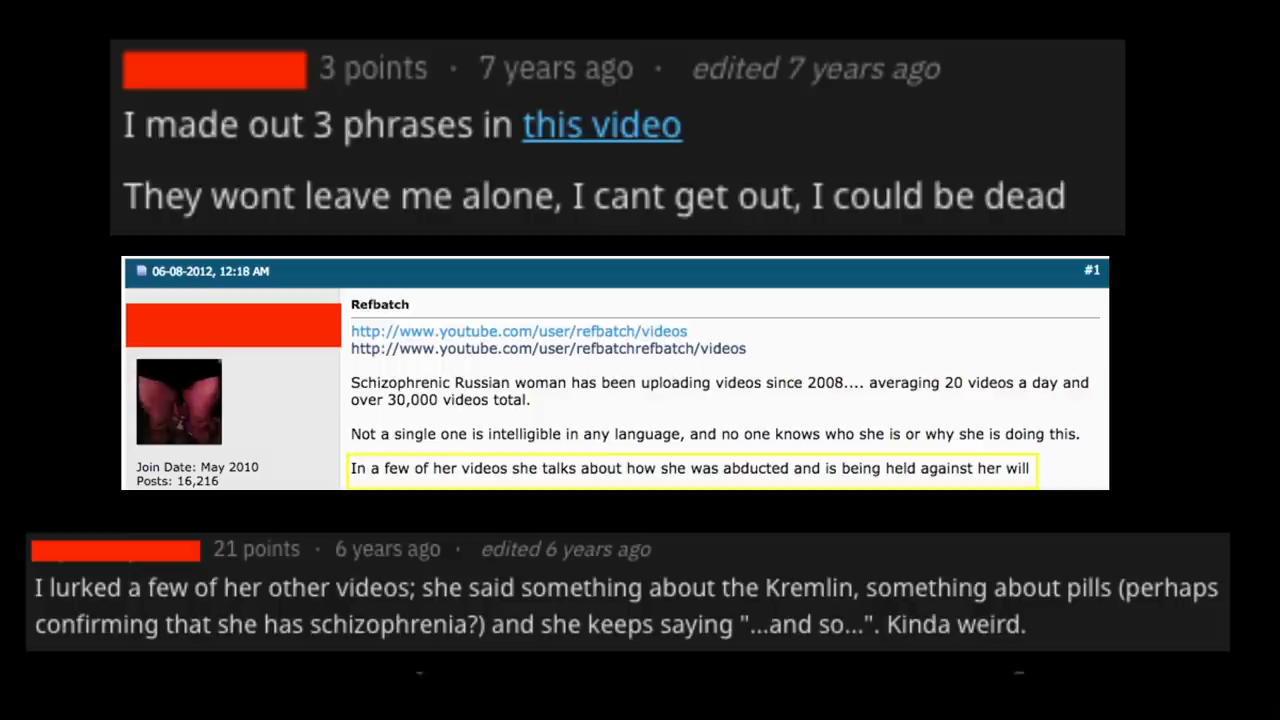 3 points · 7 years ago · edited 7 years ago
I made out 3 phrases in this video
They wont leave me alone, I cant get out, I could be dead
06-08-2012, 12:18 AM #1
Refbatch
http://www.youtube.com/user/refbatch/videos
http://www.youtube.com/user/refbatchrefbatch/videos
Schizophrenic Russian woman has been uploading videos since 2008.... averaging 20 videos a day and
over 30,000 videos total.
Not a single one is intelligible in any language, and no one knows who she is or why she is doing this.
Join Date: May 2010
In a few of her videos she talks about how she was abducted and is being held against her will
Posts: 16,216
21 points · 6 years ago · edited 6 years ago
I lurked a few of her other videos; she said something about the Kremlin, something about pills (perhaps
confirming that she has schizophrenia?) and she keeps saying "...and so...". Kinda weird.